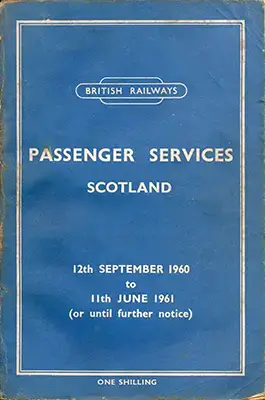 BRITISH RAILWAYS
PASSENGER SERVICES
SCOTLAND
12th SEPTEMBER 1960
to
11th JUNE 1961
(or until further notice)
ONE SHILLING